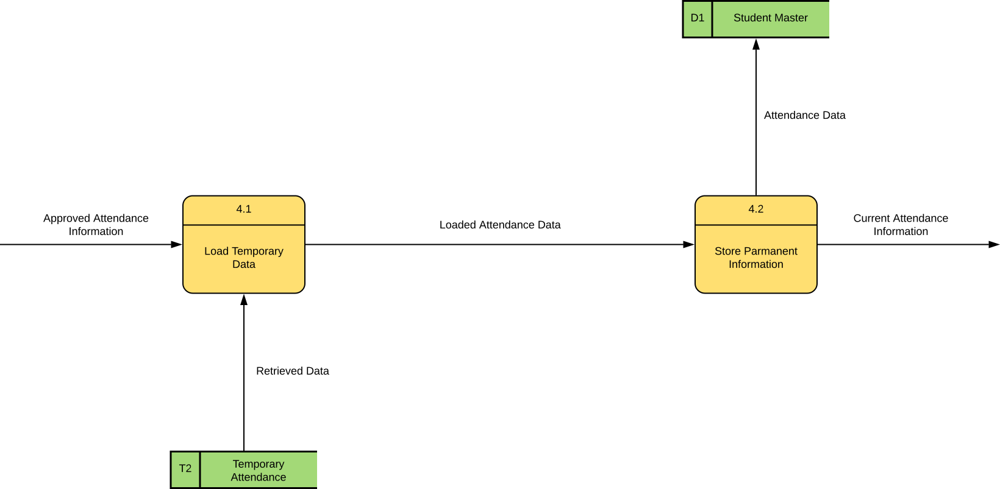 D1
Student Master
Attendance Data
4.1
4.2
Approved Attendance
Information
Loaded Attendance Data
Current Attendance
Information
Load Temporary
Data
Store Parmanent
Information
Retrieved Data
T2
Temporary
Attendance